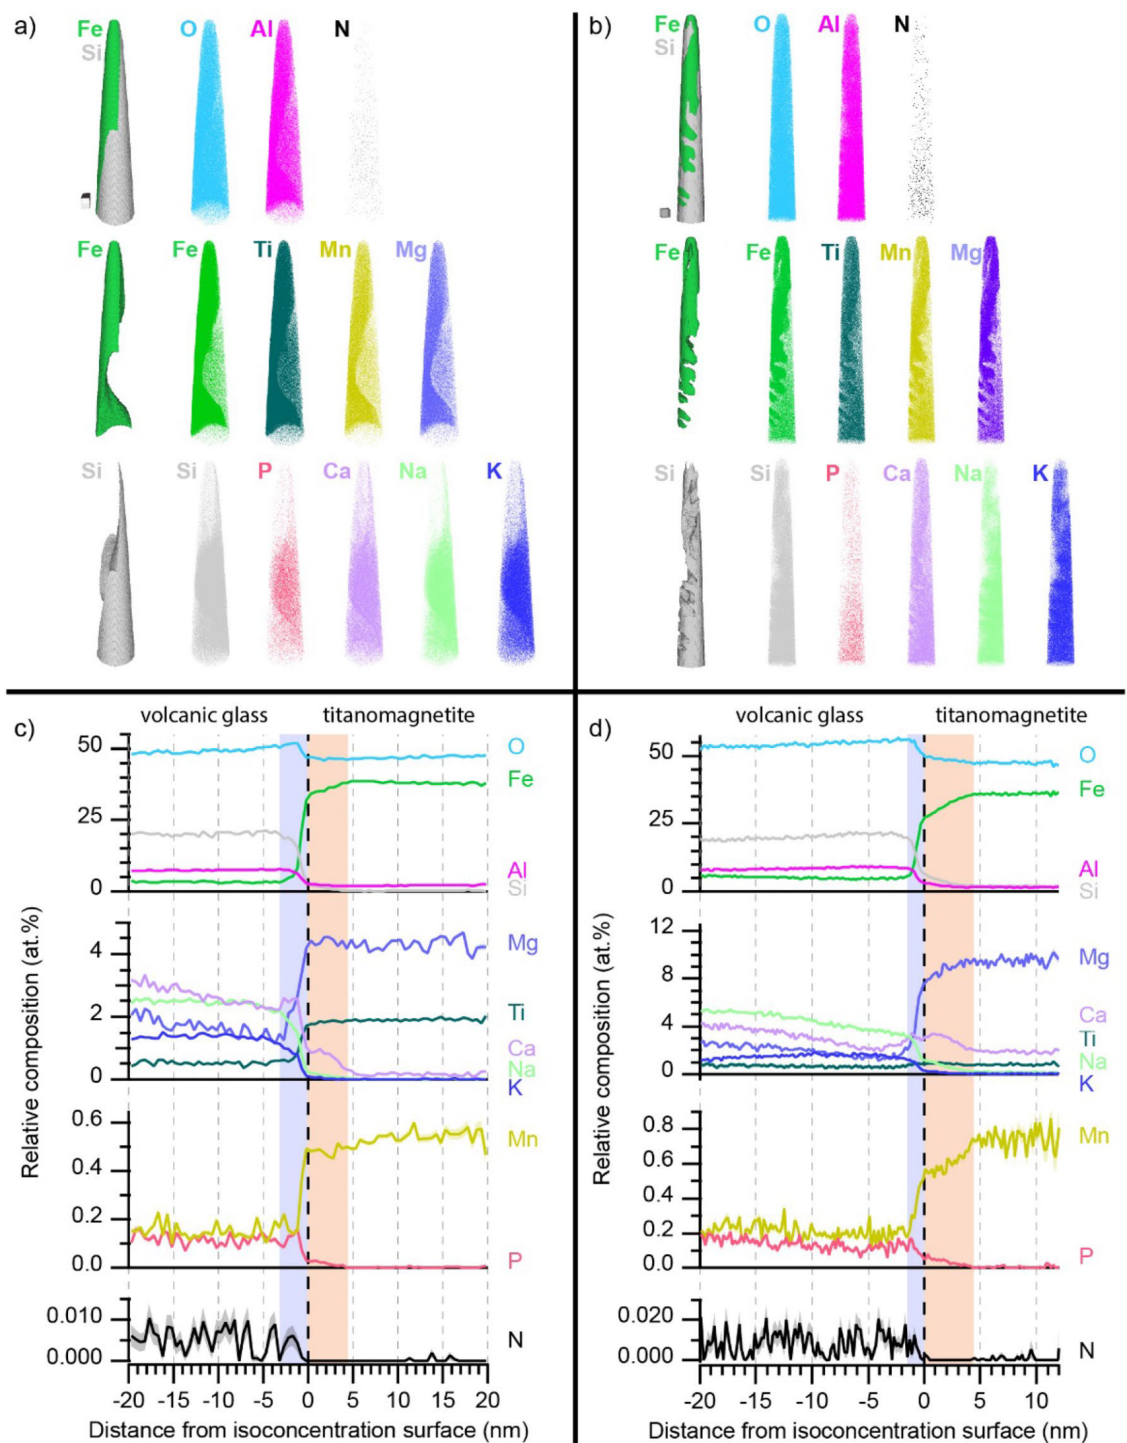 a)
Fe
Si
O
Al
N
Fe
Fe
Ti
Mn
Mg
Si
Si
P
Ca
Na
K
b)
Fe
Si
O
Al
N
Fe
Fe
Ti
Mn
Mg
Si
Si
P
Ca
Na
K
c)
volcanic glass
titanomagnetite
50
25
0
O
Fe
Al
Si
4
2
0
Mg
Ti
Ca
Na
K
0.6
0.4
0.2
0.0
Mn
P
0.010
0.000
N
-20 -15 -10 -5 0 5 10 15 20
Distance from isoconcentration surface (nm)
Relative composition (at.%)
d)
volcanic glass
titanomagnetite
50
25
0
O
Fe
Al
Si
12
8
4
0
Mg
Ca
Ti
Na
K
0.8
0.6
0.4
0.2
0.0
Mn
P
0.020
0.000
N
-20 -15 -10 -5 0 5 10
Distance from isoconcentration surface (nm)
Relative composition (at.%)